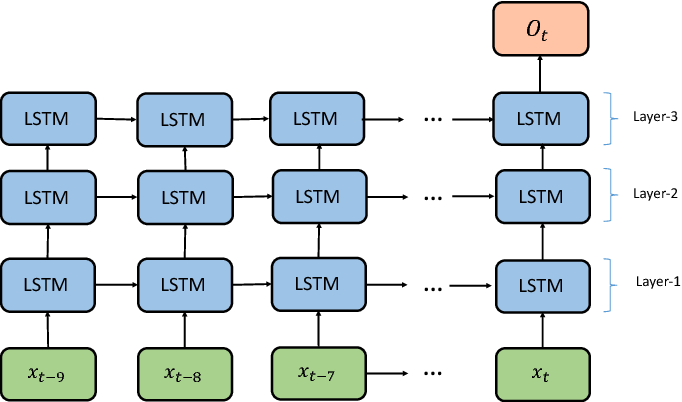 O_t
LSTM LSTM LSTM ... LSTM Layer-3
LSTM LSTM LSTM ... LSTM Layer-2
LSTM LSTM LSTM ... LSTM Layer-1
x_{t−9} x_{t−8} x_{t−7} ... x_t